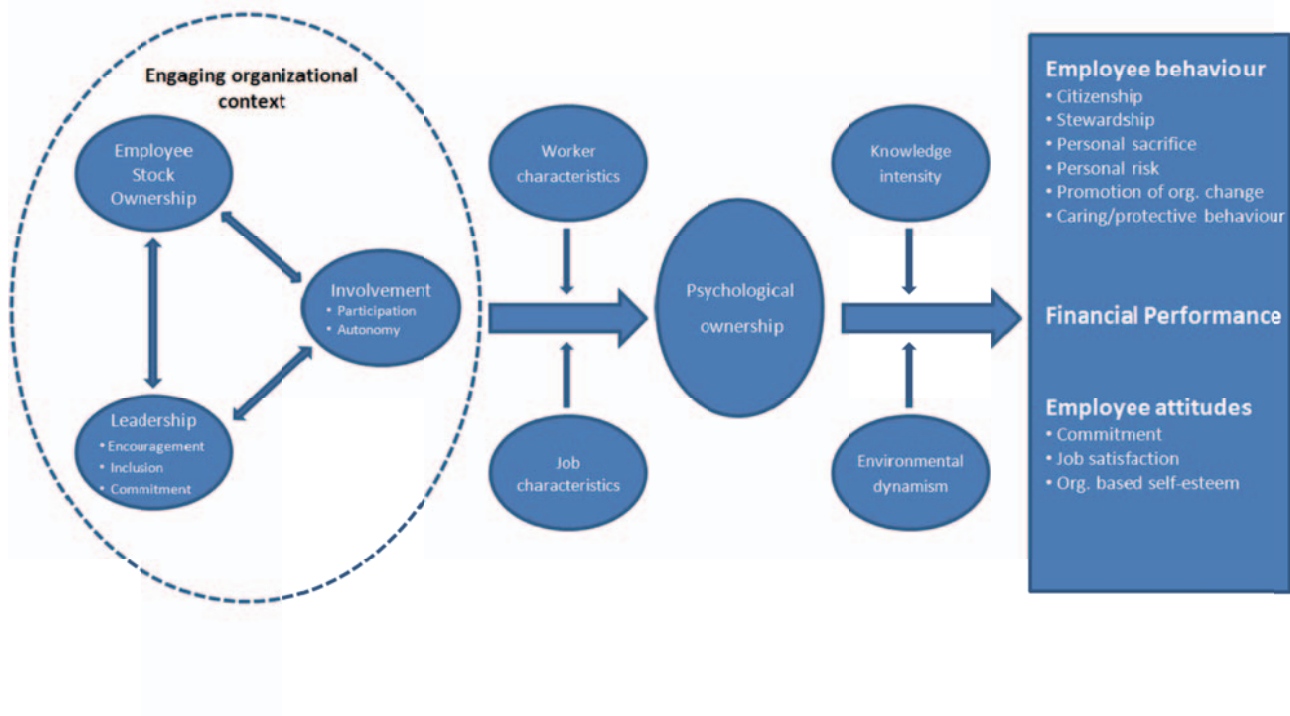 Engaging organizational
context
Employee
Stock
Ownership
Involvement
• Participation
• Autonomy
Leadership
• Encouragement
• Inclusion
• Commitment
Worker
characteristics
Job
characteristics
Psychological
ownership
Knowledge
intensity
Environmental
dynamism
Employee behaviour
• Citizenship
• Stewardship
• Personal sacrifice
• Personal risk
• Promotion of org. change
• Caring/protective behaviour
Financial Performance
Employee attitudes
• Commitment
• Job satisfaction
• Org. based self-esteem